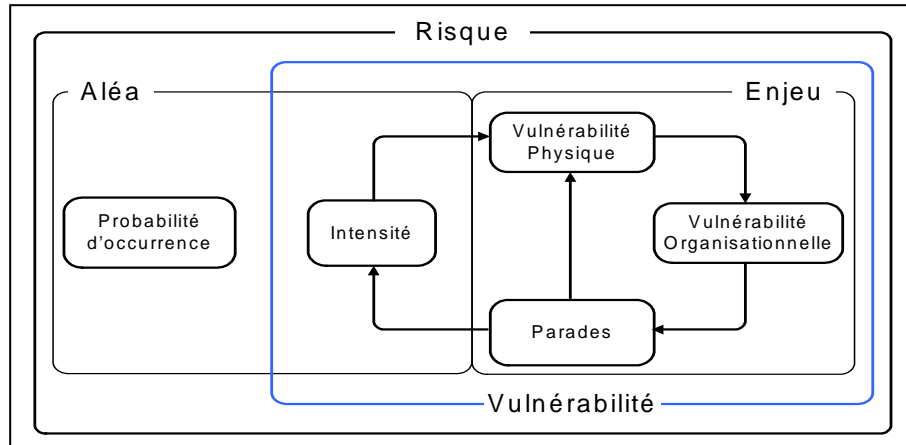 Risque
Aléa
Enjeu
Vulnérabilité
Physique
Probabilité
d'occurrence
Intensité
Vulnérabilité
Organisationnelle
Parades
Vulnérabilité